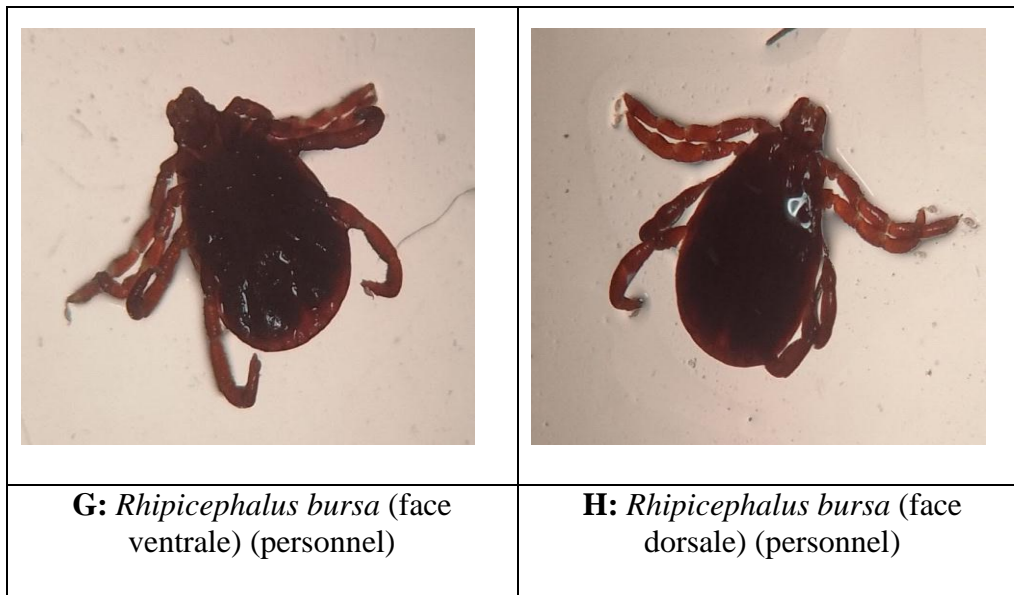 G: Rhipicephalus bursa (face
ventrale) (personnel)
H: Rhipicephalus bursa (face
dorsale) (personnel)